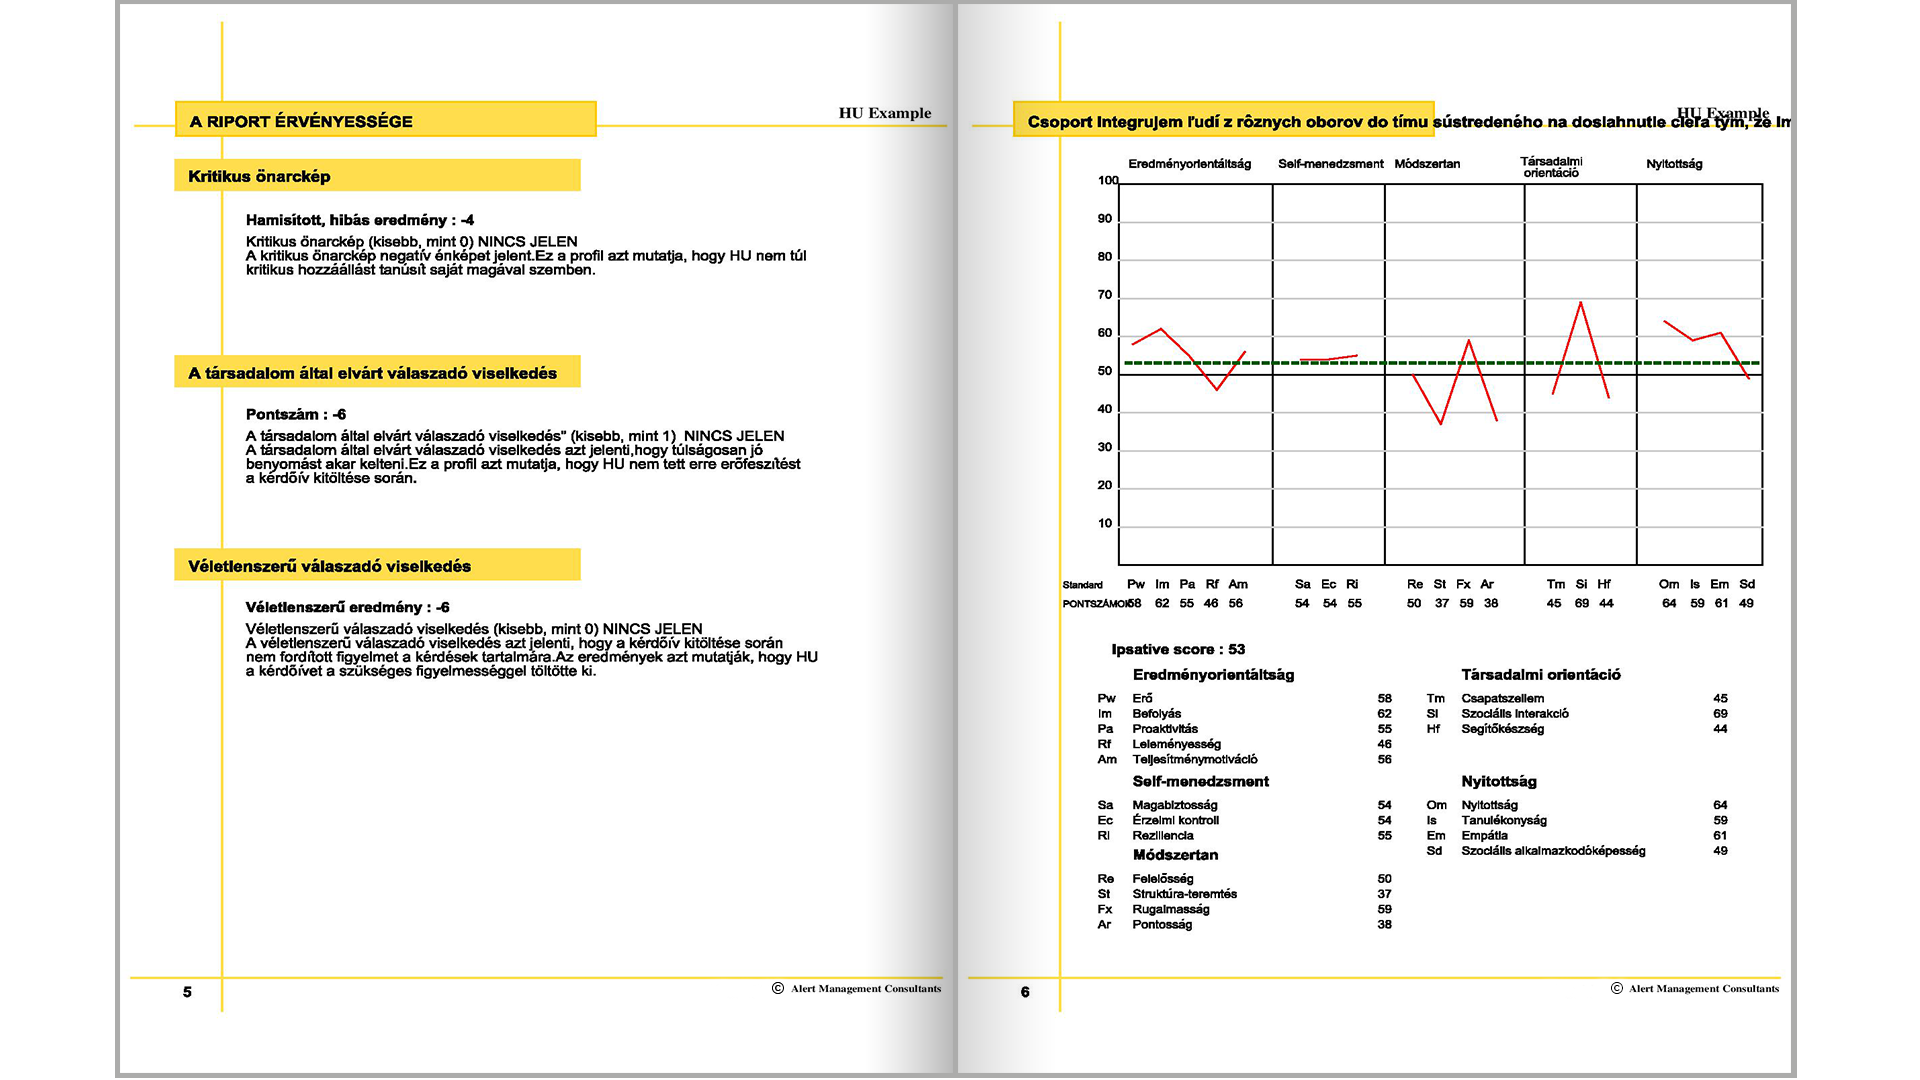 HU Example
A RIPORT ÉRVÉNYESSÉGE
Kritikus önarckép
Hamisított, hibás eredmény : -4
Kritikus önarckép (kisebb, mint 0) NINCS JELEN
A kritikus önarckép negatív énképet jelent.Ez a profil azt mutatja, hogy HU nem túl
kritikus hozzáállást tanúsít saját magával szemben.
A társadalom által elvárt válaszadó viselkedés
Pontszám : -6
A társadalom által elvárt válaszadó viselkedés" (kisebb, mint 1) NINCS JELEN
A társadalom által elvárt válaszadó viselkedés azt jelenti,hogy túlságosan jó
benyomást akar kelteni.Ez a profil azt mutatja, hogy HU nem tett erre erőfeszítést
a kérdőív kitöltése során.
Véletlenszerű válaszadó viselkedés
Véletlenszerű eredmény : -6
Véletlenszerű válaszadó viselkedés (kisebb, mint 0) NINCS JELEN
A véletlenszerű válaszadó viselkedés azt jelenti, hogy a kérdőív kitöltése során
nem fordított figyelmet a kérdések tartalmára.Az eredmények azt mutatják, hogy HU
a kérdőívet a szükséges figyelmességgel töltötte ki.
5
© Alert Management Consultants
HU Example
Csoport Integrujem ľudí z rôznych oborov do tímu sústredeného na dosiahnutie cieľa tým, že im
Eredményorientáltság Self-menedzsment Módszertan Társadalmi orientáció Nyitottság
100
90
80
70
60
50
40
30
20
10
Standard Pw Im Pa Rf Am Sa Ec Ri Re St Fx Ar Tm Si Hf Om Is Em Sd
PONTSZÁMOK 58 62 55 46 56 54 54 55 50 37 59 38 45 69 44 64 59 61 49
Ipsative score : 53
Eredményorientáltság
Pw Erő 58
Im Befolyás 62
Pa Proaktivitás 55
Rf Leleményesség 46
Am Teljesítménymotiváció 56
Self-menedzsment
Sa Magabiztosság 54
Ec Érzelmi kontroll 54
Ri Reziliencia 55
Módszertan
Re Felelősség 50
St Struktúra-teremtés 37
Fx Rugalmasság 59
Ar Pontosság 38
Társadalmi orientáció
Tm Csapatszellem 45
Si Szociális interakció 69
Hf Segítőkészség 44
Nyitottság
Om Nyitottság 64
Is Tanulékonyság 59
Em Empátia 61
Sd Szociális alkalmazkodóképesség 49
6
© Alert Management Consultants